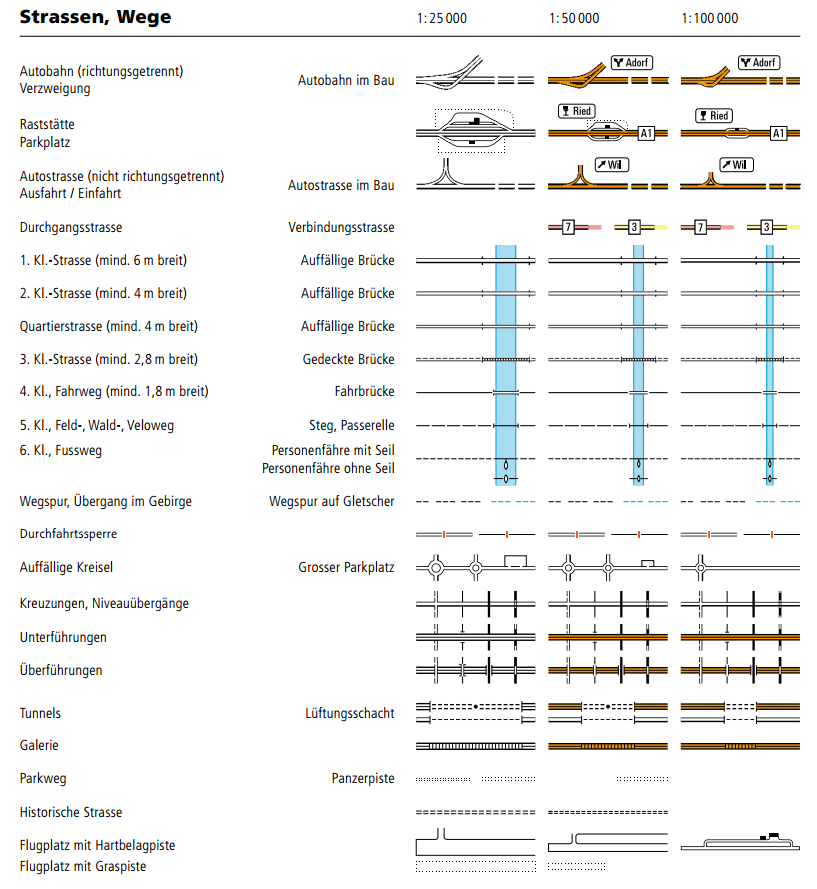 Strassen, Wege 1:25 000 1:50 000 1:100 000
Autobahn (richtungsgetrennt)
Verzweigung
Autobahn im Bau
Adorf
Adorf
Raststätte
Parkplatz
Ried
A1
Ried
A1
Autostrasse (nicht richtungsgetrennt)
Ausfahrt / Einfahrt
Autostrasse im Bau
Wil
Wil
Durchgangsstrasse Verbindungsstrasse 7 3 7 3
1. Kl.-Strasse (mind. 6 m breit) Auffällige Brücke
2. Kl.-Strasse (mind. 4 m breit) Auffällige Brücke
Quartierstrasse (mind. 4 m breit) Auffällige Brücke
3. Kl.-Strasse (mind. 2,8 m breit) Gedeckte Brücke
4. Kl., Fahrweg (mind. 1,8 m breit) Fahrbrücke
5. Kl., Feld-, Wald-, Veloweg Steg, Passerelle
6. Kl., Fussweg Personenfähre mit Seil
Personenfähre ohne Seil
Wegspur, Übergang im Gebirge Wegspur auf Gletscher
Durchfahrtssperre
Auffällige Kreisel Grosser Parkplatz
Kreuzungen, Niveauübergänge
Unterführungen
Überführungen
Tunnels Lüftungsschacht
Galerie
Parkweg Panzerpiste
Historische Strasse
Flugplatz mit Hartbelagpiste
Flugplatz mit Graspiste